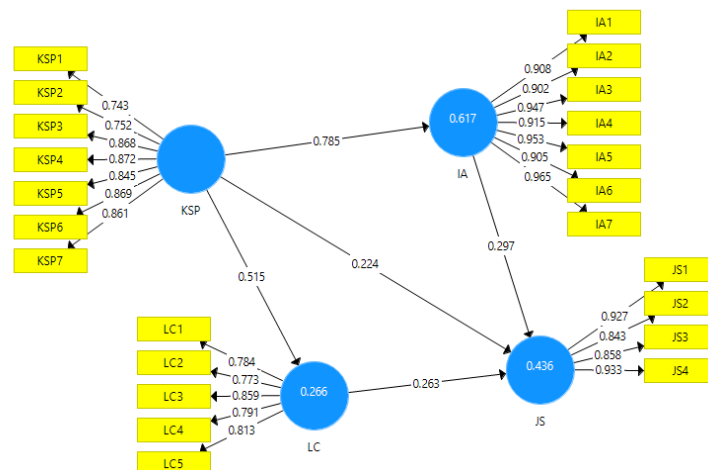 KSP1
KSP2
KSP3
KSP4
KSP5
KSP6
KSP7
0.743
0.752
0.868
0.872
0.845
0.869
0.861
KSP
0.785
0.515
0.224
IA1
IA2
IA3
IA4
IA5
IA6
IA7
0.908
0.902
0.947
0.915
0.953
0.905
0.965
0.617
IA
0.297
LC1
LC2
LC3
LC4
LC5
0.784
0.773
0.859
0.791
0.813
0.266
LC
0.263
JS1
JS2
JS3
JS4
0.927
0.843
0.858
0.933
0.436
JS